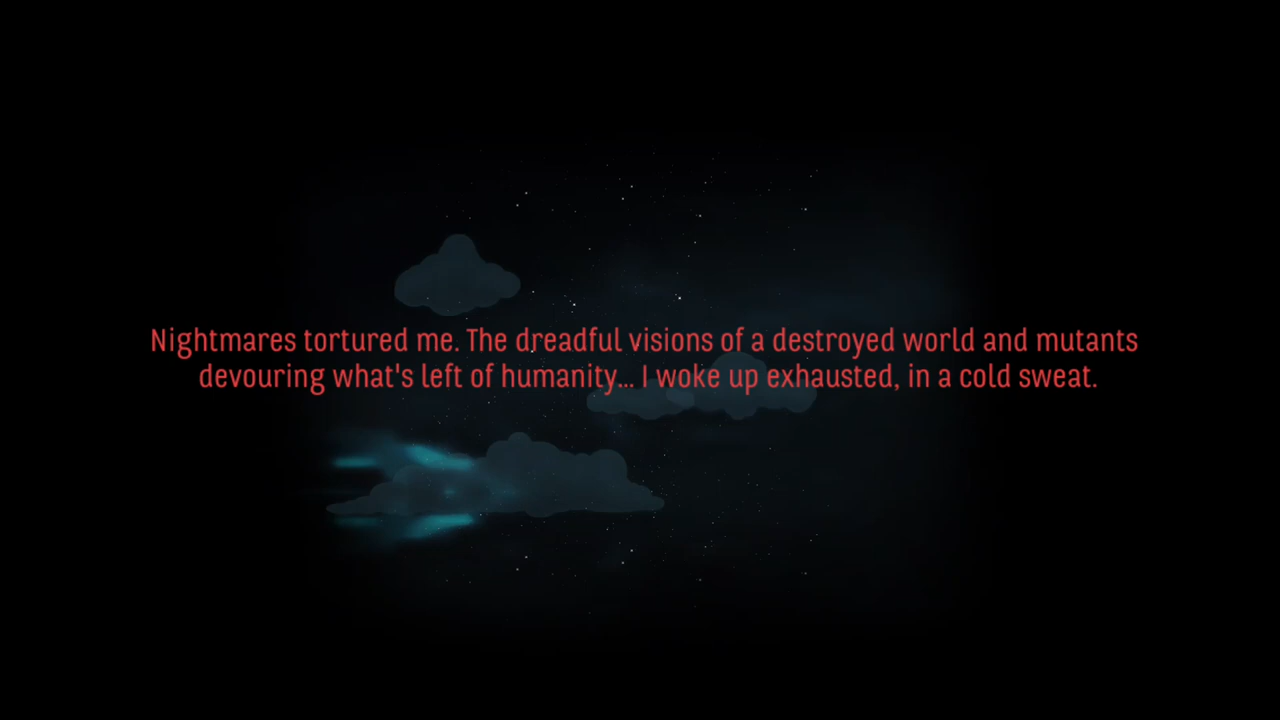 Nightmares tortured me. The dreadful visions of a destroyed world and mutants
devouring what's left of humanity... I woke up exhausted, in a cold sweat.